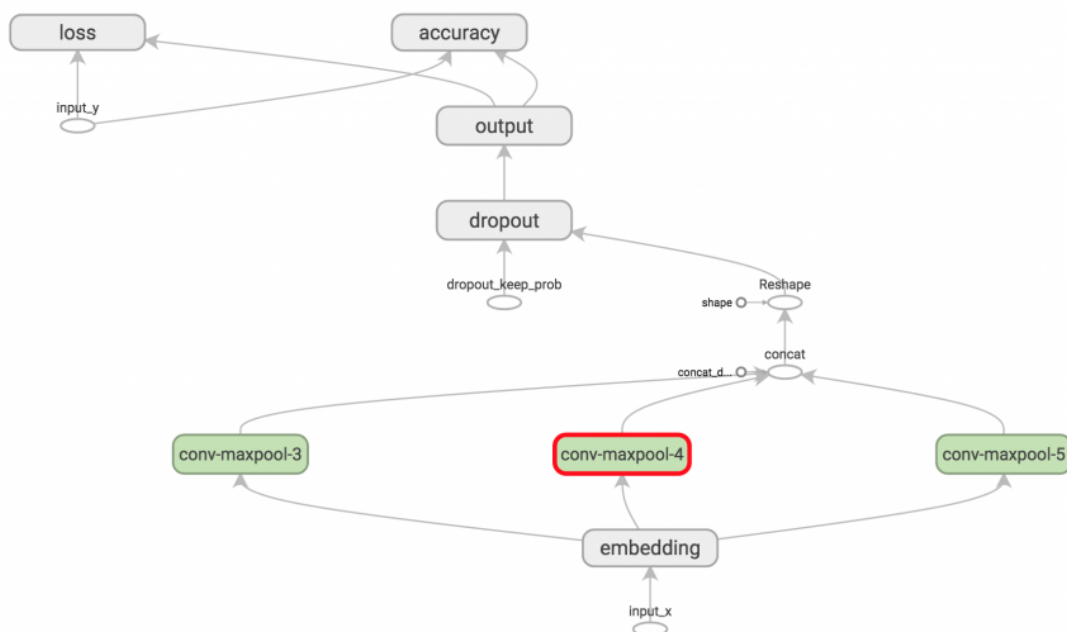 loss
accuracy
input_y
output
dropout
dropout_keep_prob
Reshape
shape
concat
concat_d...
conv-maxpool-3
conv-maxpool-4
conv-maxpool-5
embedding
input_x